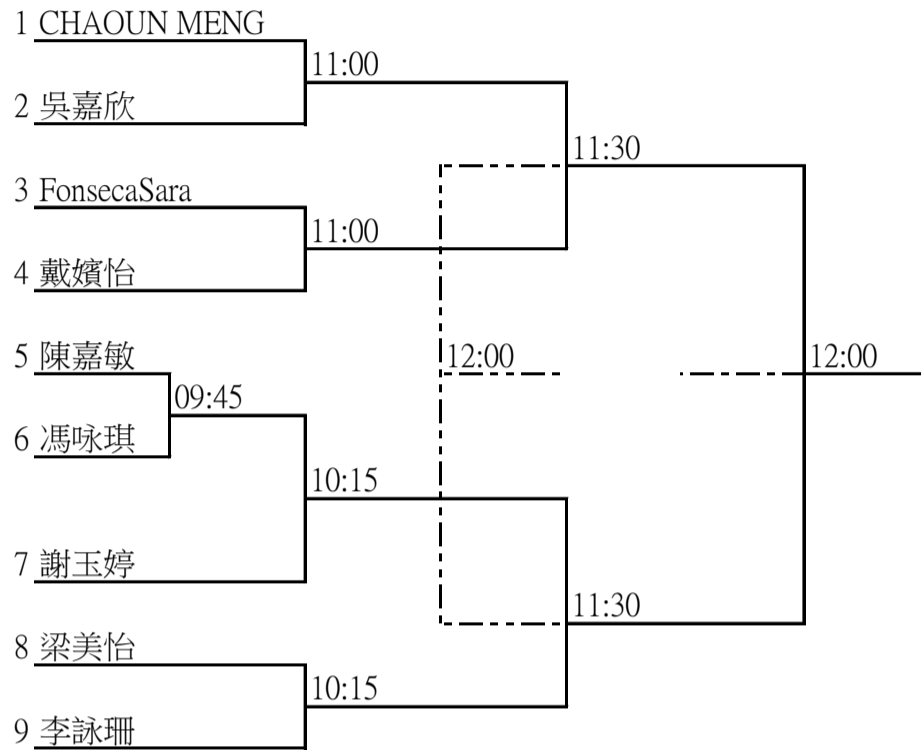 1 CHAOUN MENG
11:00
2 吳嘉欣
11:30
3 FonsecaSara
11:00
4 戴嬪怡
5 陳嘉敏
12:00
12:00
09:45
6 馮咏琪
10:15
7 謝玉婷
11:30
8 梁美怡
10:15
9 李詠珊